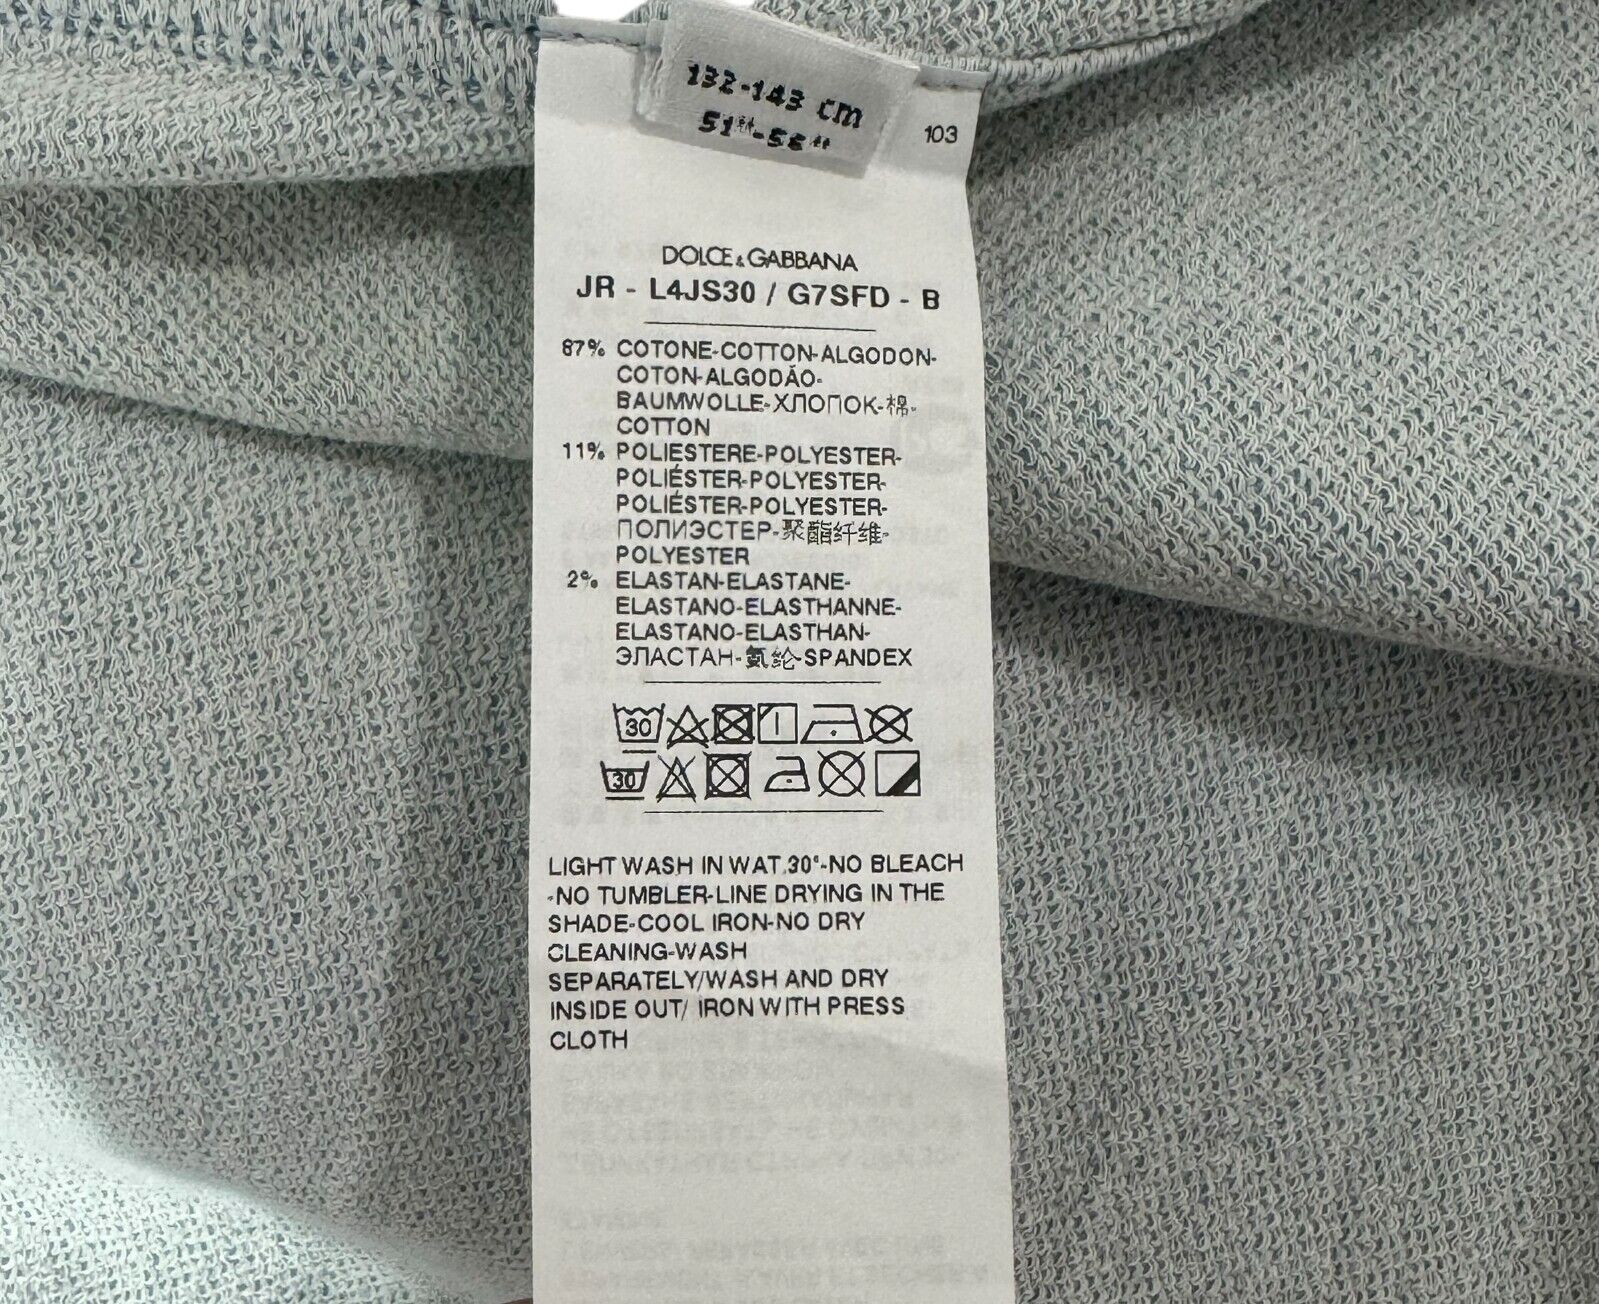 132-143 cm
51"-56"
103
DOLCE & GABBANA
JR - L4JS30 / G7SFD - B
87% COTONE-COTTON-ALGODON-
COTON-ALGODÃO-
BAUMWOLLE-ХЛОПОК-棉-
COTTON
11% POLIESTERE-POLYESTER-
POLIÉSTER-POLYESTER-
POLIÉSTER-POLYESTER-
ПОЛИЭСТЕР-聚酯纤维-
POLYESTER
2% ELASTAN-ELASTANE-
ELASTANO-ELASTHANNE-
ELASTANO-ELASTHAN-
ЭЛАСТАН-氨纶-SPANDEX
30
30
LIGHT WASH IN WAT.30°-NO BLEACH
-NO TUMBLER-LINE DRYING IN THE
SHADE-COOL IRON-NO DRY
CLEANING-WASH
SEPARATELY/WASH AND DRY
INSIDE OUT/ IRON WITH PRESS
CLOTH